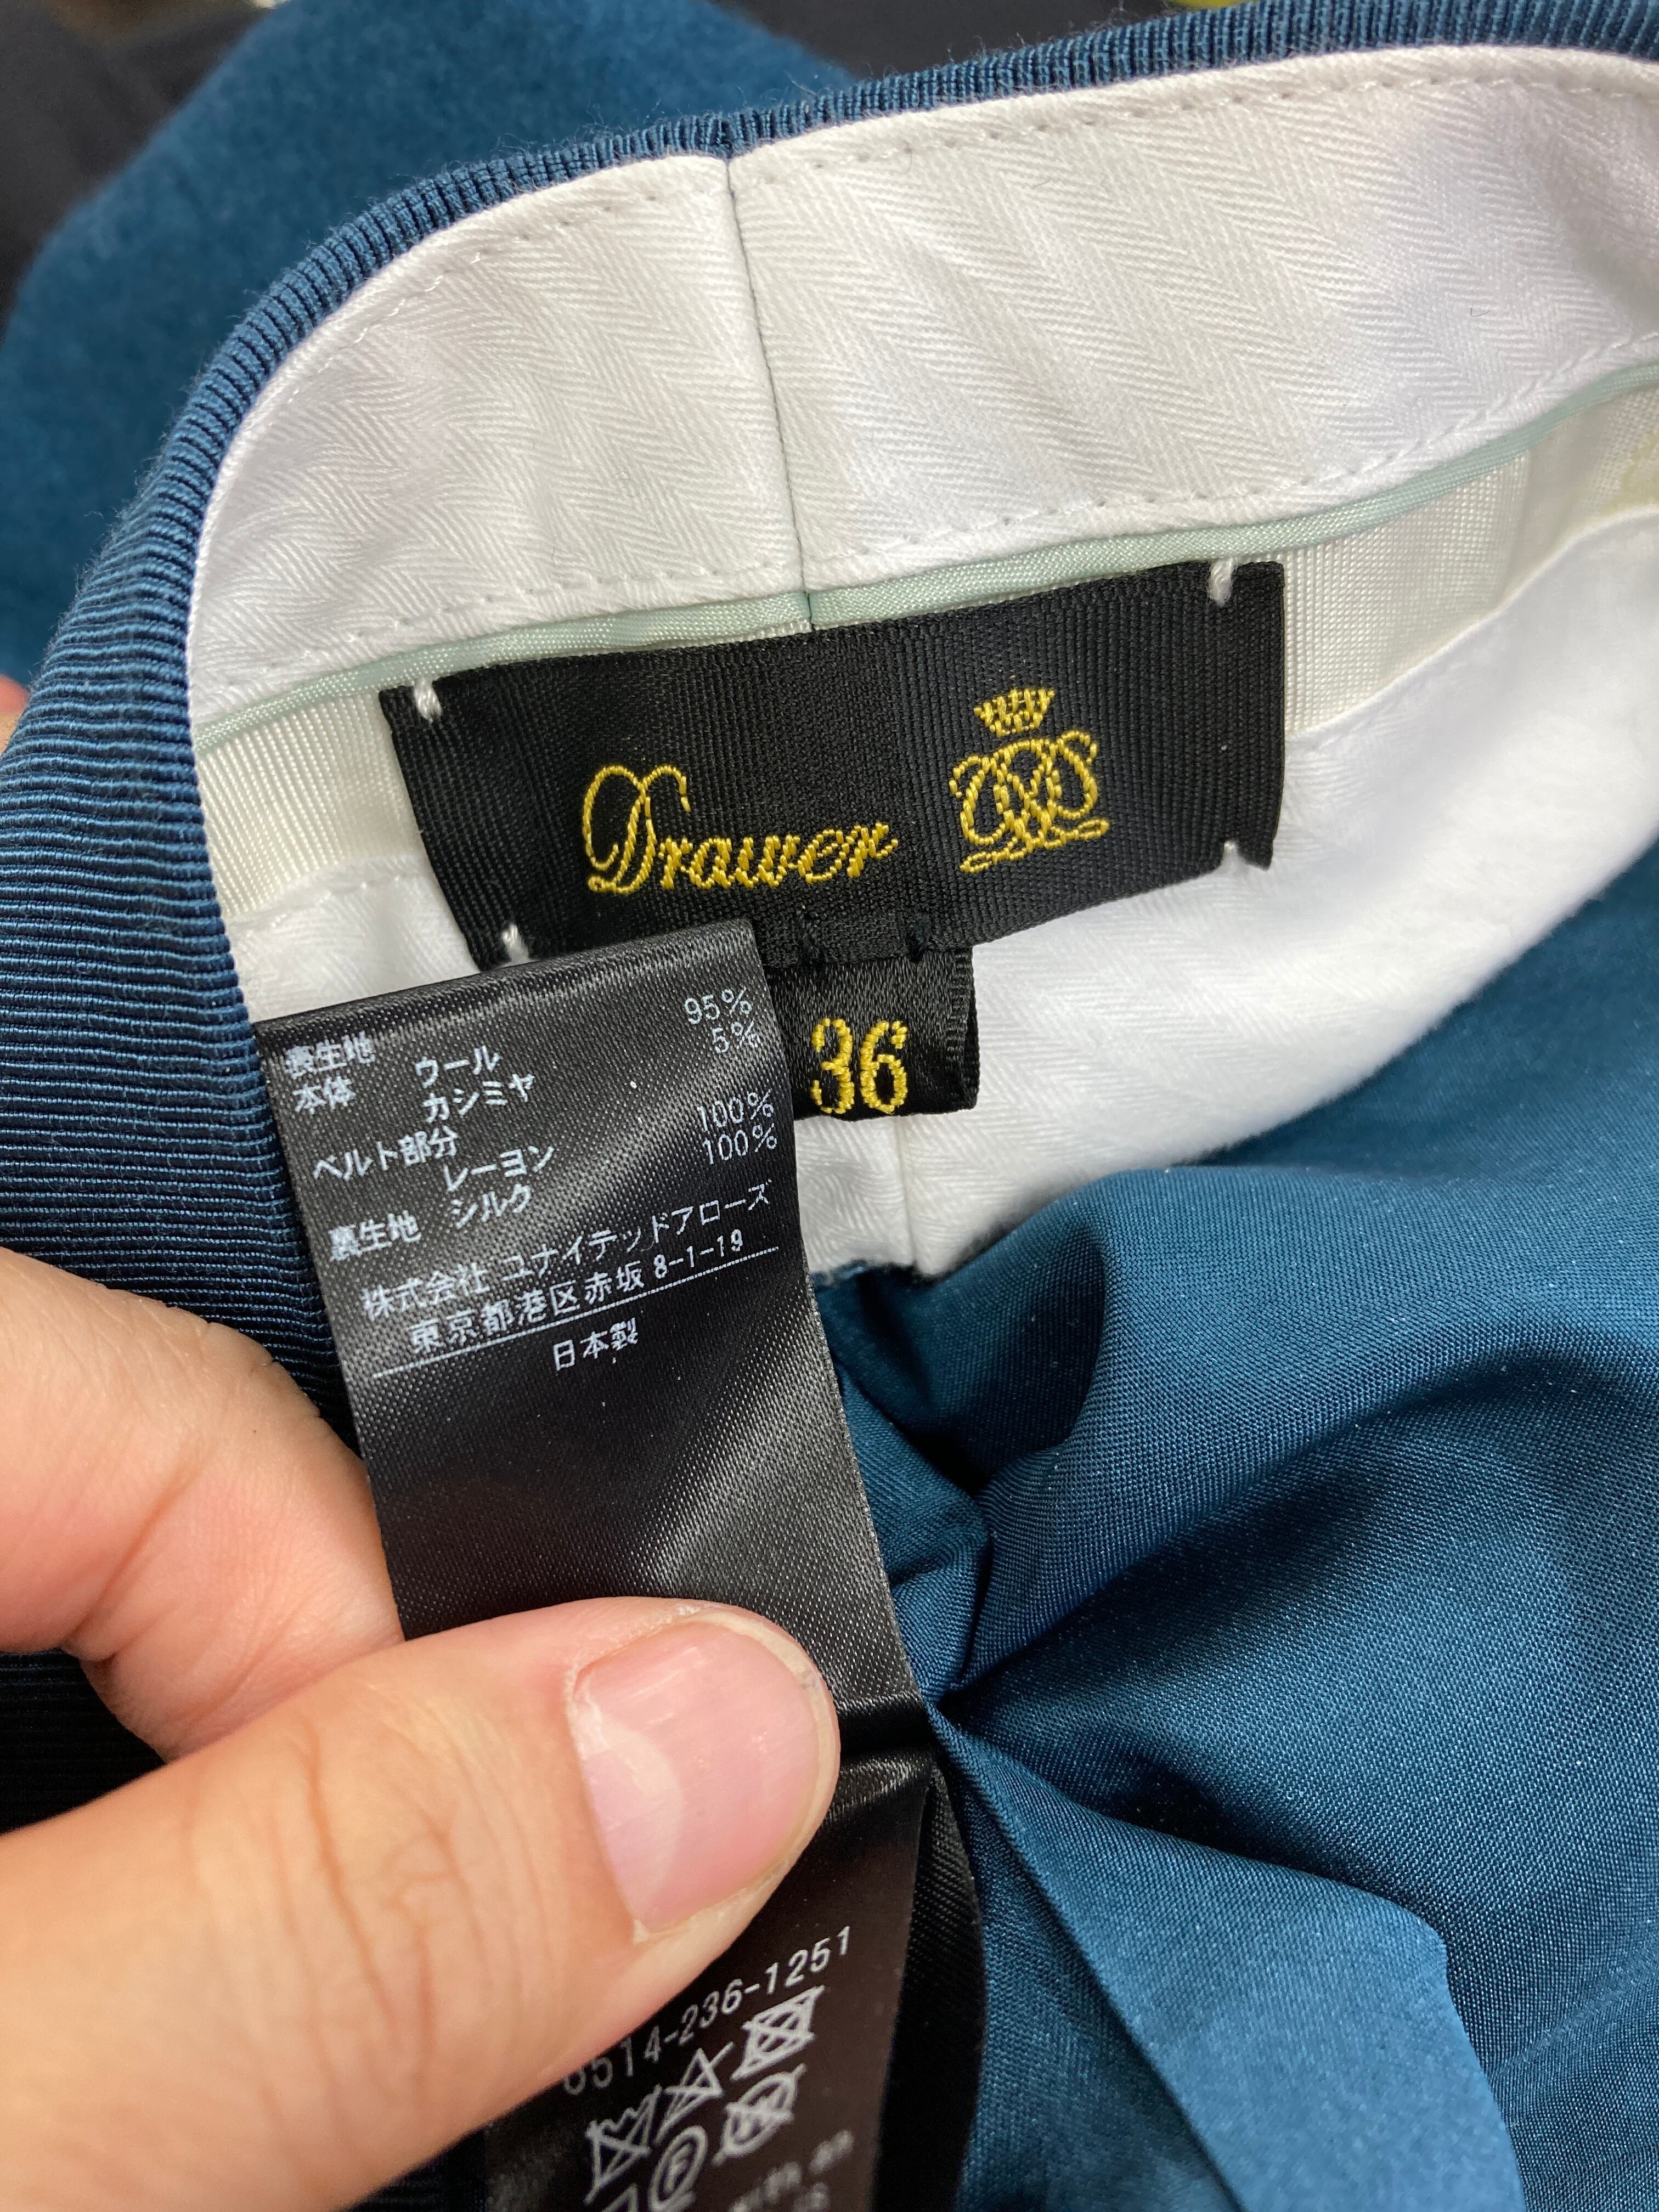 Drawer
36
表生地
本体 ウール 95%
カシミヤ 5%
ベルト部分
レーヨン 100%
裏生地 シルク 100%
株式会社 ユナイテッドアローズ
東京都港区赤坂 8-1-19
日本製
6514-236-1251